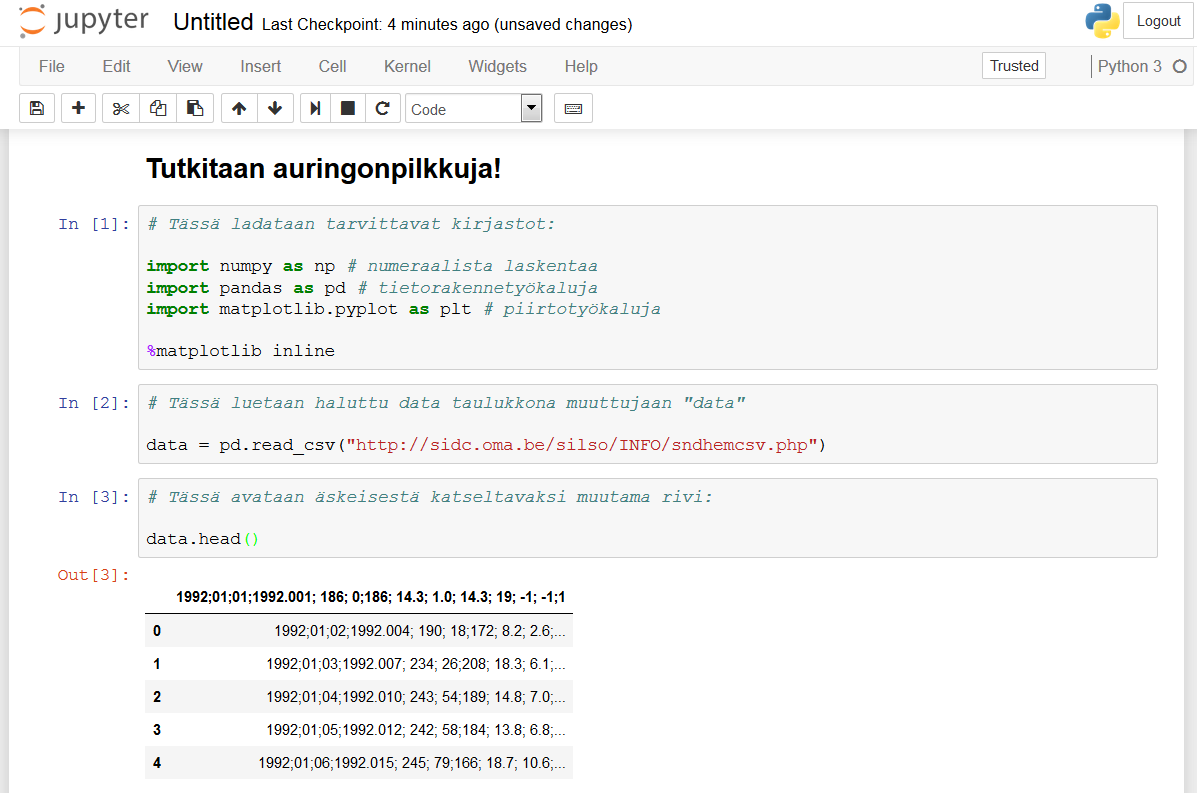 jupyter Untitled Last Checkpoint: 4 minutes ago (unsaved changes) Logout
File Edit View Insert Cell Kernel Widgets Help Trusted Python 3
Code
Tutkitaan auringonpilkkuja!
In [1]: # Tässä ladataan tarvittavat kirjastot:
import numpy as np # numeraalista laskentaa
import pandas as pd # tietorakennetyökaluja
import matplotlib.pyplot as plt # piirtotyökaluja
%matplotlib inline
In [2]: # Tässä luetaan haluttu data taulukkona muuttujaan "data"
data = pd.read_csv("http://sidc.oma.be/silso/INFO/sndhemcsv.php")
In [3]: # Tässä avataan äskeisestä katseltavaksi muutama rivi:
data.head()
Out[3]:
1992;01;01;1992.001; 186; 0;186; 14.3; 1.0; 14.3; 19; -1; -1;1
0 1992;01;02;1992.004; 190; 18;172; 8.2; 2.6;...
1 1992;01;03;1992.007; 234; 26;208; 18.3; 6.1;...
2 1992;01;04;1992.010; 243; 54;189; 14.8; 7.0;...
3 1992;01;05;1992.012; 242; 58;184; 13.8; 6.8;...
4 1992;01;06;1992.015; 245; 79;166; 18.7; 10.6;...